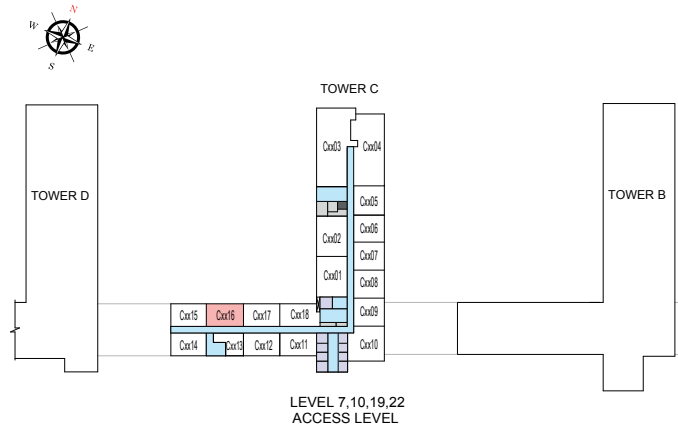 N
W
E
S
TOWER C
Cxx03
Cxx04
TOWER D
TOWER B
Cxx05
Cxx06
Cxx02
Cxx07
Cxx01
Cxx08
Cxx15
Cxx16
Cxx17
Cxx18
Cxx09
Cxx14
Cxx13
Cxx12
Cxx11
Cxx10
LEVEL 7,10,19,22
ACCESS LEVEL